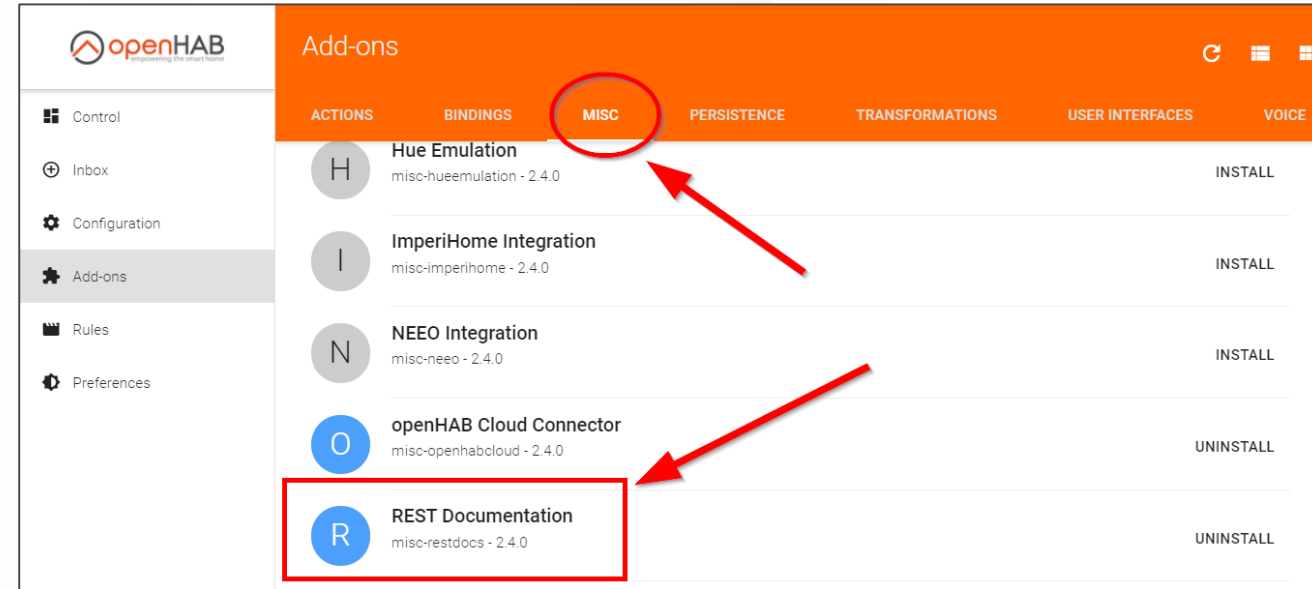 openHAB
empowering the smart home
Add-ons
ACTIONS BINDINGS MISC PERSISTENCE TRANSFORMATIONS USER INTERFACES VOICE
Control
Inbox
Configuration
Add-ons
Rules
Preferences
H
Hue Emulation
misc-hueemulation - 2.4.0
INSTALL
I
ImperiHome Integration
misc-imperihome - 2.4.0
INSTALL
N
NEEO Integration
misc-neeo - 2.4.0
INSTALL
O
openHAB Cloud Connector
misc-openhabcloud - 2.4.0
UNINSTALL
R
REST Documentation
misc-restdocs - 2.4.0
UNINSTALL